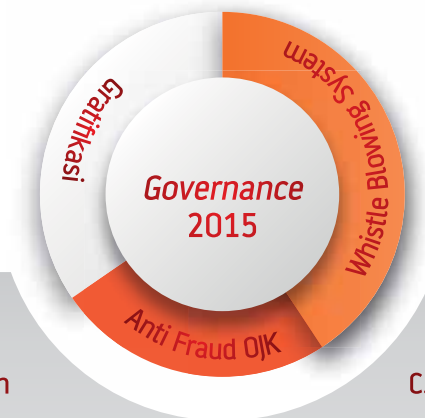 Gratifikasi
Whistle Blowing System
Governance
2015
Anti Fraud OJK